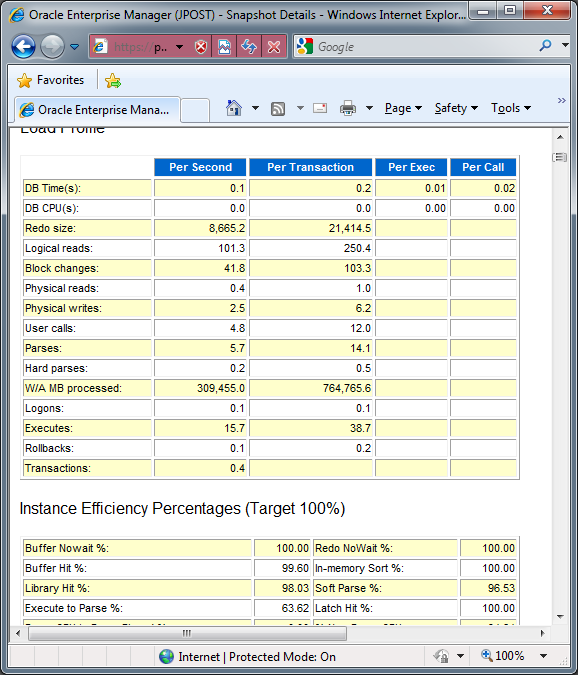 Oracle Enterprise Manager (JPOST) - Snapshot Details - Windows Internet Explor...
https://p... Google
Favorites
Oracle Enterprise Mana... Page Safety Tools »
Load Profile
Per Second Per Transaction Per Exec Per Call
DB Time(s): 0.1 0.2 0.01 0.02
DB CPU(s): 0.0 0.0 0.00 0.00
Redo size: 8,665.2 21,414.5
Logical reads: 101.3 250.4
Block changes: 41.8 103.3
Physical reads: 0.4 1.0
Physical writes: 2.5 6.2
User calls: 4.8 12.0
Parses: 5.7 14.1
Hard parses: 0.2 0.5
W/A MB processed: 309,455.0 764,765.6
Logons: 0.1 0.1
Executes: 15.7 38.7
Rollbacks: 0.1 0.2
Transactions: 0.4
Instance Efficiency Percentages (Target 100%)
Buffer Nowait %: 100.00 Redo NoWait %: 100.00
Buffer Hit %: 99.60 In-memory Sort %: 100.00
Library Hit %: 98.03 Soft Parse %: 96.53
Execute to Parse %: 63.62 Latch Hit %: 100.00
Internet | Protected Mode: On 100%